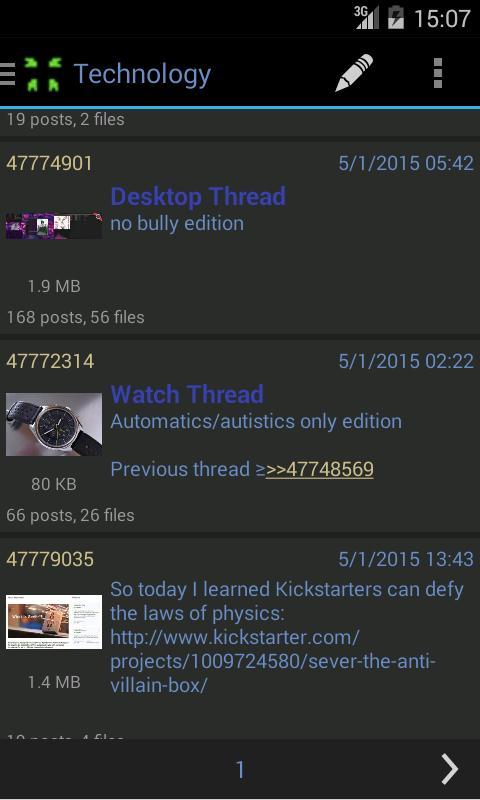 3G 15:07
Technology
19 posts, 2 files
47774901 5/1/2015 05:42
Desktop Thread
no bully edition
1.9 MB
168 posts, 56 files
47772314 5/1/2015 02:22
Watch Thread
Automatics/autistics only edition
Previous thread ≥>>47748569
80 KB
66 posts, 26 files
47779035 5/1/2015 13:43
So today I learned Kickstarters can defy
the laws of physics:
http://www.kickstarter.com/
projects/1009724580/sever-the-anti-
villain-box/
1.4 MB
1